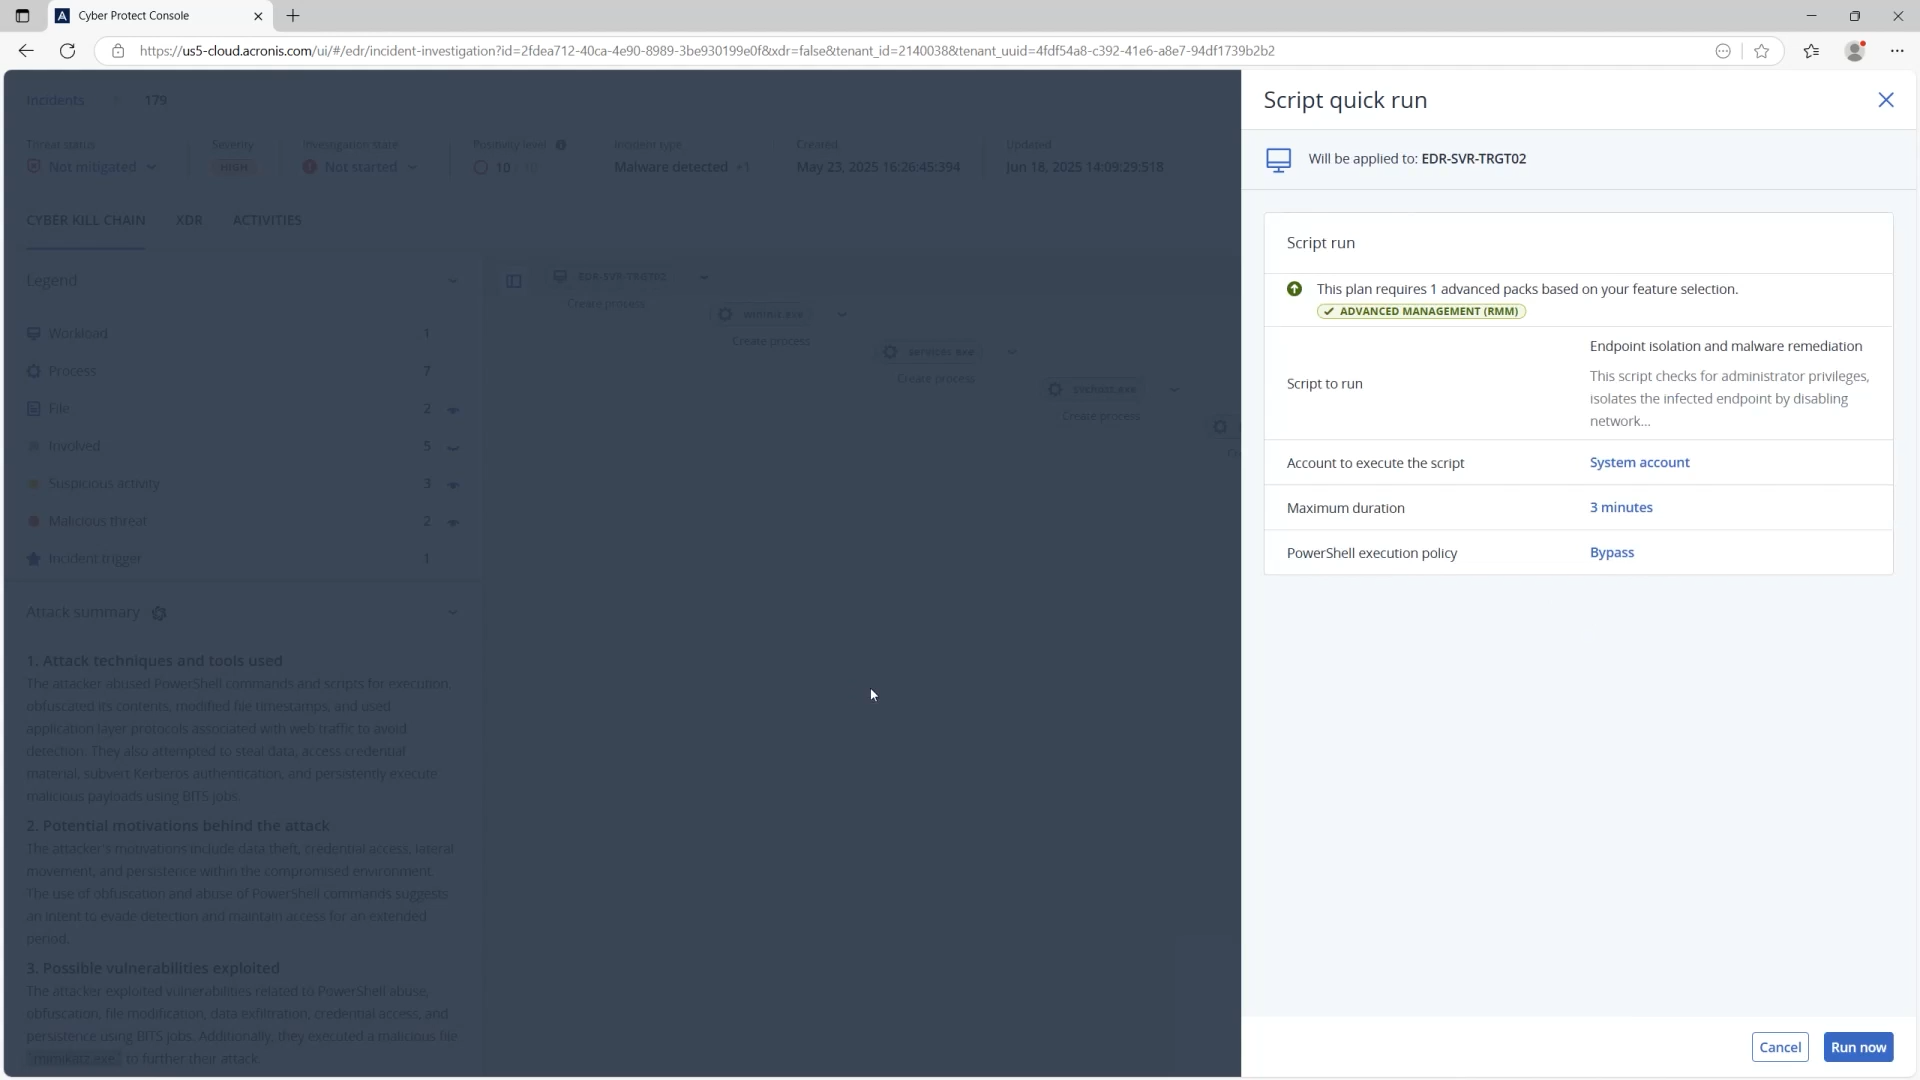 Cyber Protect Console
https://us5-cloud.acronis.com/ui/#/edr/incident-investigation?id=2fdea712-40ca-4e90-8989-3be930199e0f&xdr=false&tenant_id=2140038&tenant_uuid=4fdf54a8-c392-41e6-a8e7-94df1739b2b2
Incidents 179
Threat status Severity Investigation state Positivity level Incident type Created Updated
Not mitigated HIGH Not started 10 Malware detected +1 May 23, 2025 16:26:45:394 Jun 18, 2025 14:09:29:518
CYBER KILL CHAIN XDR ACTIVITIES
Legend
Workload 1
Process 7
File 2
Involved 5
Suspicious activity 3
Malicious threat 2
Incident trigger 1
EDR-SVR-TRGT02
Create process
wininit.exe
Create process
services.exe
Create process
svchost.exe
Create process
Attack summary
1. Attack techniques and tools used
The attacker abused PowerShell commands and scripts for execution,
obfuscated its contents, modified file timestamps, and used
application layer protocols associated with web traffic to avoid
detection. They also attempted to steal data, access credential
material, subvert Kerberos authentication, and persistently execute
malicious payloads using BITS jobs.
2. Potential motivations behind the attack
The attacker's motivations include data theft, credential access, lateral
movement, and persistence within the compromised environment.
The use of obfuscation and abuse of PowerShell commands suggests
an intent to evade detection and maintain access for an extended
period.
3. Possible vulnerabilities exploited
The attacker exploited vulnerabilities related to PowerShell abuse,
obfuscation, file modification, data exfiltration, credential access, and
persistence using BITS jobs. Additionally, they executed a malicious file
mimikatz.exe to further their attack.
Script quick run
Will be applied to: EDR-SVR-TRGT02
Script run
This plan requires 1 advanced packs based on your feature selection.
ADVANCED MANAGEMENT (RMM)
Script to run
Endpoint isolation and malware remediation
This script checks for administrator privileges,
isolates the infected endpoint by disabling
network...
Account to execute the script System account
Maximum duration 3 minutes
PowerShell execution policy Bypass
Cancel Run now